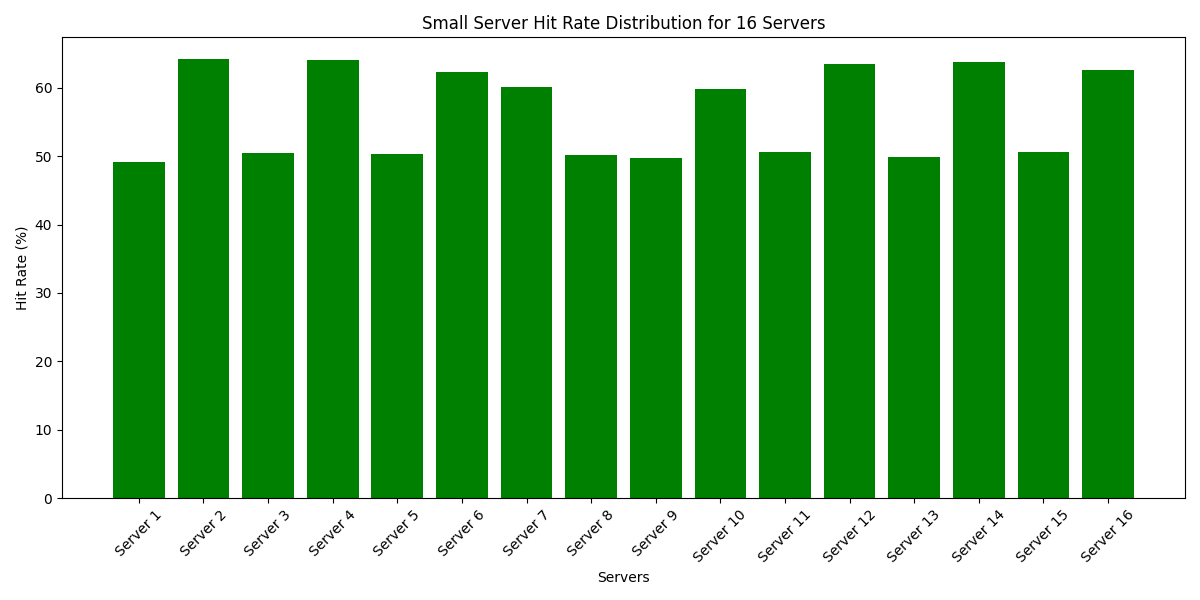 Small Server Hit Rate Distribution for 16 Servers
Hit Rate (%)
60
50
40
30
20
10
0
Server 1
Server 2
Server 3
Server 4
Server 5
Server 6
Server 7
Server 8
Server 9
Server 10
Server 11
Server 12
Server 13
Server 14
Server 15
Server 16
Servers